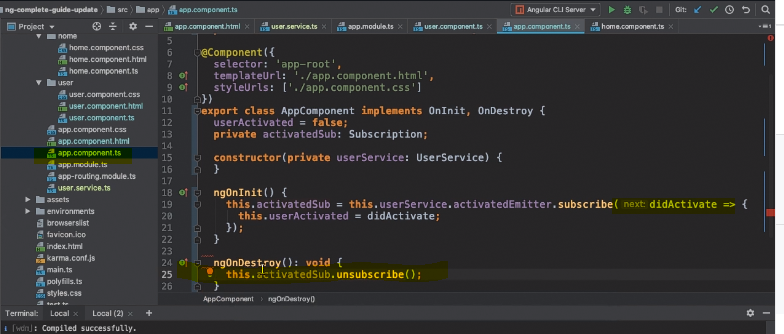 ng-complete-guide-update > src > app > app.component.ts
Angular CLI Server
Git:
Project
app.component.html
user.service.ts
app.module.ts
user.component.ts
app.component.ts
home.component.ts
home
home.component.css
home.component.html
home.component.ts
user
user.component.css
user.component.html
user.component.ts
app.component.css
app.component.html
app.component.ts
app.module.ts
app-routing.module.ts
user.service.ts
assets
environments
browserslist
favicon.ico
index.html
karma.conf.js
main.ts
polyfills.ts
styles.css
test.ts
5
6 @Component({
7 selector: 'app-root',
8 templateUrl: './app.component.html',
9 styleUrls: ['./app.component.css']
10 })
11 export class AppComponent implements OnInit, OnDestroy {
12 userActivated = false;
13 private activatedSub: Subscription;
14
15 constructor(private userService: UserService) {
16 }
17
18 ngOnInit() {
19 this.activatedSub = this.userService.activatedEmitter.subscribe( next: didActivate => {
20 this.userActivated = didActivate;
21 });
22 }
23
24 ngOnDestroy(): void {
25 this.activatedSub.unsubscribe();
26 }
AppComponent > ngOnDestroy()
Terminal: Local × Local (2) × +
i [wdm]: Compiled successfully.